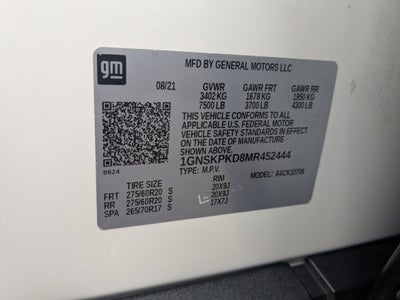 gm
MFD BY GENERAL MOTORS LLC
08/21 GVWR GAWR FRT GAWR RR
3402 KG 1678 KG 1950 KG
7500 LB 3700 LB 4300 LB
THIS VEHICLE CONFORMS TO ALL
APPLICABLE U.S. FEDERAL MOTOR
VEHICLE SAFETY STANDARDS IN EFFECT
ON THE DATE OF MANUFACTURE
SHOWN ABOVE.
1GNSKPKD8MR452444
8624 TYPE: M.P.V. MODEL: 84CK10706
TIRE SIZE RIM
FRT 275/60R20 S 20X9J
RR 275/60R20 S 20X9J
SPA 265/70R17 S 17X7J